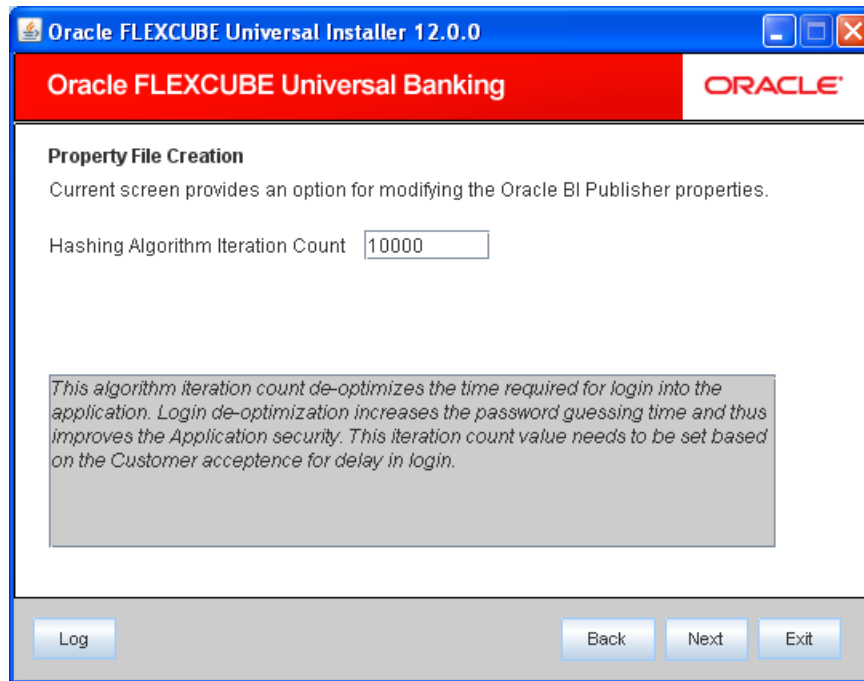 Oracle FLEXCUBE Universal Installer 12.0.0
Oracle FLEXCUBE Universal Banking
ORACLE
Property File Creation
Current screen provides an option for modifying the Oracle BI Publisher properties.
Hashing Algorithm Iteration Count 10000
This algorithm iteration count de-optimizes the time required for login into the
application. Login de-optimization increases the password guessing time and thus
improves the Application security. This iteration count value needs to be set based
on the Customer acceptence for delay in login.
Log Back Next Exit